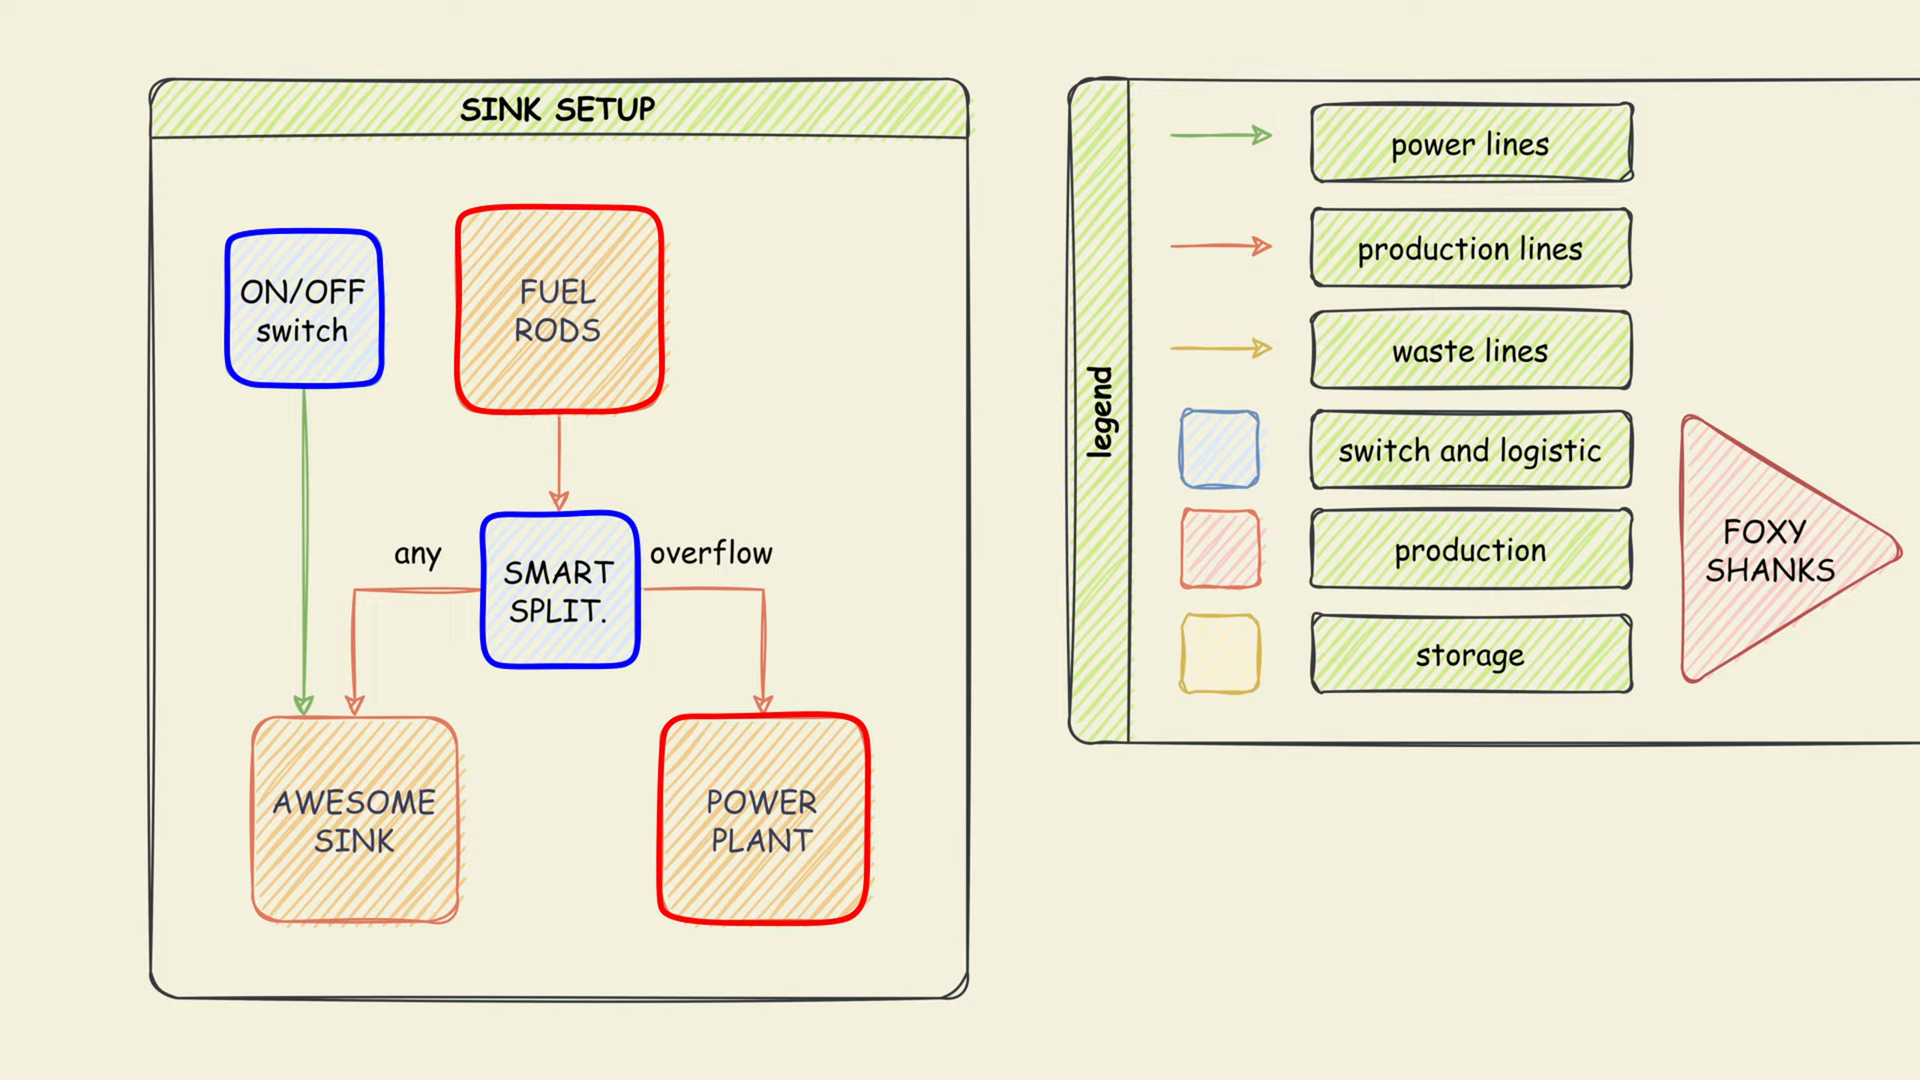 SINK SETUP
ON/OFF
switch
FUEL
RODS
any
SMART
SPLIT.
overflow
AWESOME
SINK
POWER
PLANT
legend
power lines
production lines
waste lines
switch and logistic
production
storage
FOXY
SHANKS